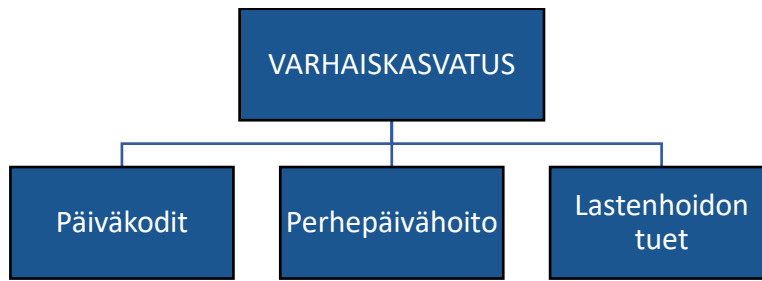 VARHAISKASVATUS
Päiväkodit
Perhepäivähoito
Lastenhoidon
tuet